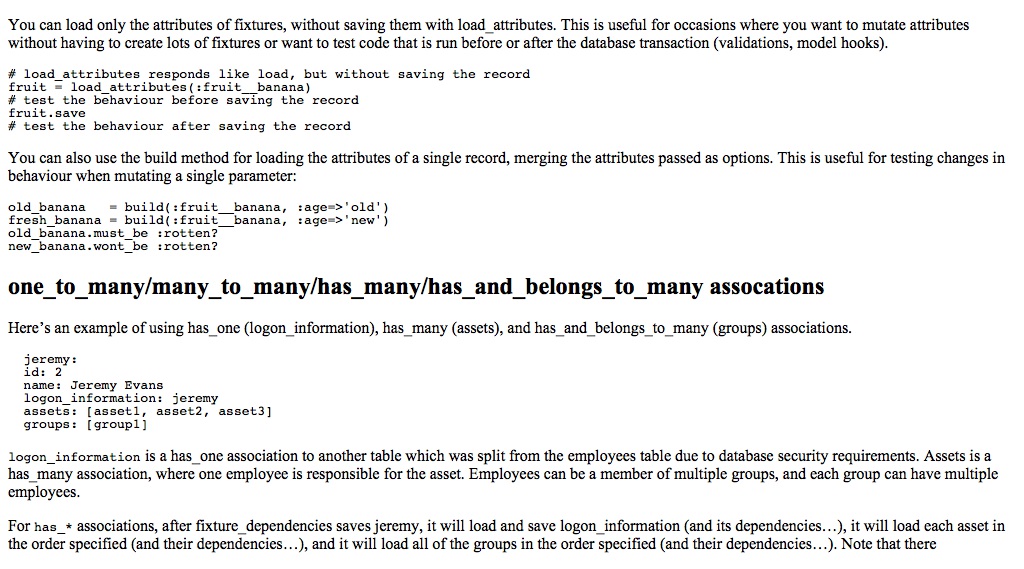 You can load only the attributes of fixtures, without saving them with load_attributes. This is useful for occasions where you want to mutate attributes
without having to create lots of fixtures or want to test code that is run before or after the database transaction (validations, model hooks).
# load_attributes responds like load, but without saving the record
fruit = load_attributes(:fruit__banana)
# test the behaviour before saving the record
fruit.save
# test the behaviour after saving the record
You can also use the build method for loading the attributes of a single record, merging the attributes passed as options. This is useful for testing changes in
behaviour when mutating a single parameter:
old_banana   = build(:fruit__banana, :age=>'old')
fresh_banana = build(:fruit__banana, :age=>'new')
old_banana.must_be :rotten?
new_banana.wont_be :rotten?
one_to_many/many_to_many/has_many/has_and_belongs_to_many assocations
Here’s an example of using has_one (logon_information), has_many (assets), and has_and_belongs_to_many (groups) associations.
jeremy:
id: 2
name: Jeremy Evans
logon_information: jeremy
assets: [asset1, asset2, asset3]
groups: [group1]
logon_information is a has_one association to another table which was split from the employees table due to database security requirements. Assets is a
has_many association, where one employee is responsible for the asset. Employees can be a member of multiple groups, and each group can have multiple
employees.
For has_* associations, after fixture_dependencies saves jeremy, it will load and save logon_information (and its dependencies…), it will load each asset in
the order specified (and their dependencies…), and it will load all of the groups in the order specified (and their dependencies…). Note that there